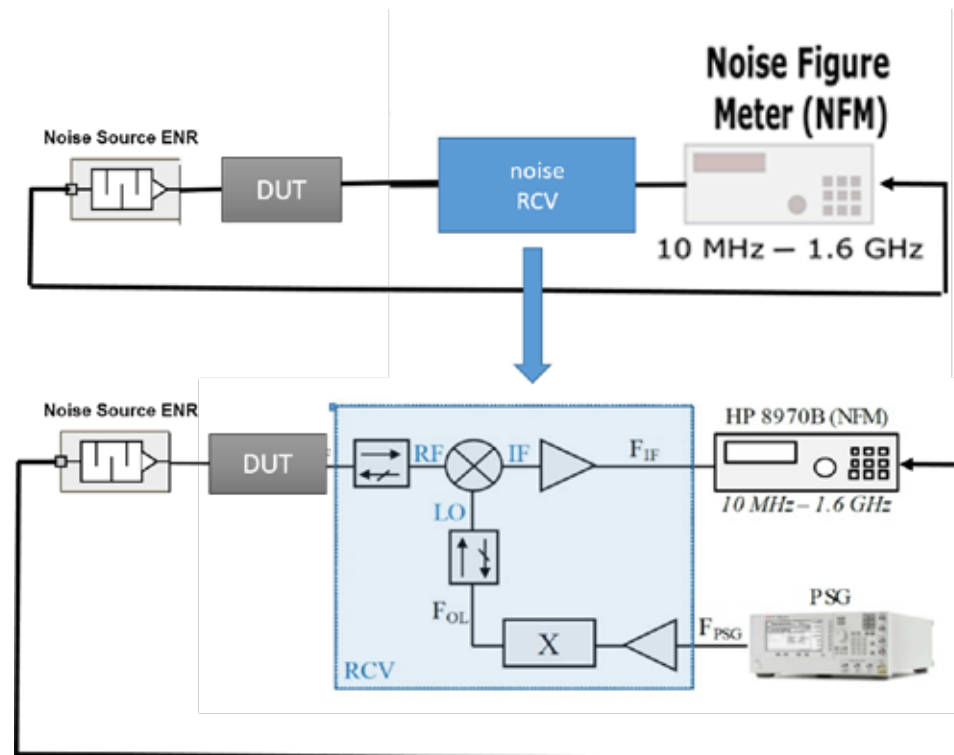 Noise Figure
Meter (NFM)
Noise Source ENR
DUT
noise
RCV
10 MHz – 1.6 GHz
Noise Source ENR
DUT
RF
IF
F_IF
HP 8970B (NFM)
10 MHz – 1.6 GHz
LO
F_OL
X
F_PSG
PSG
RCV